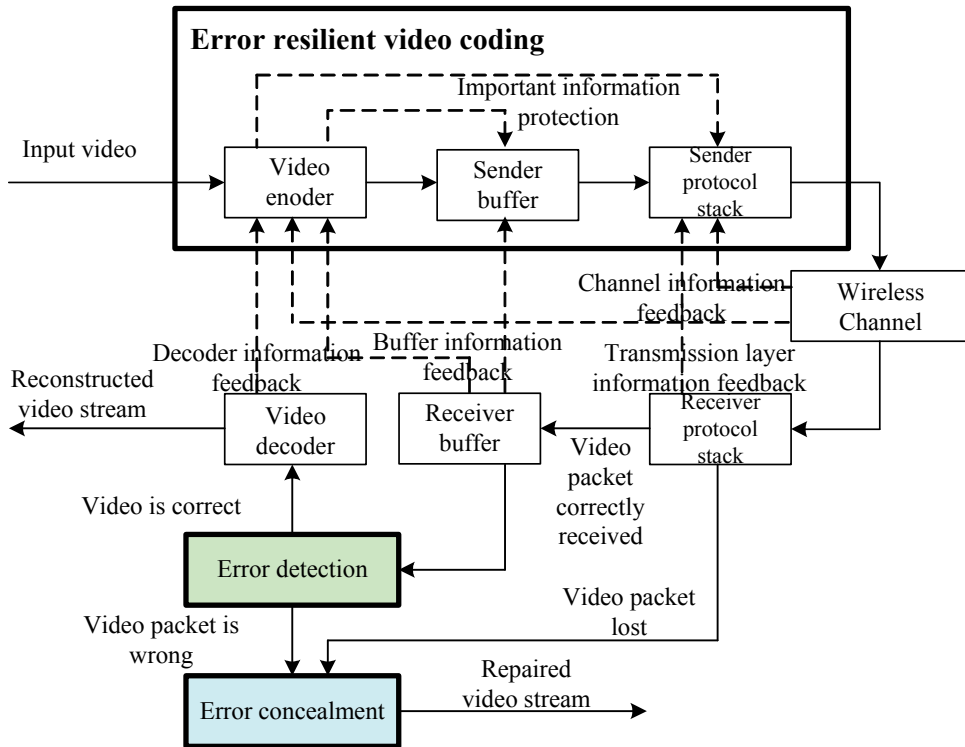 Error resilient video coding
Important information
protection
Input video
Video
enoder
Sender
buffer
Sender
protocol
stack
Channel information
feedback
Wireless
Channel
Decoder information
feedback
Buffer information
feedback
Transmission layer
information feedback
Reconstructed
video stream
Video
decoder
Receiver
buffer
Receiver
protocol
stack
Video
packet
correctly
received
Video is correct
Error detection
Video packet is
wrong
Video packet
lost
Error concealment
Repaired
video stream